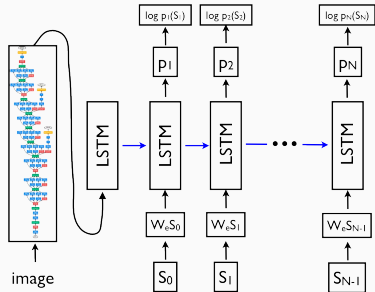 log p₁(S₁) log p₂(S₂) log pN(SN)
p₁ p₂ pN
LSTM LSTM LSTM ••• LSTM
WeS₀ WeS₁ WeSN-1
image S₀ S₁ SN-1